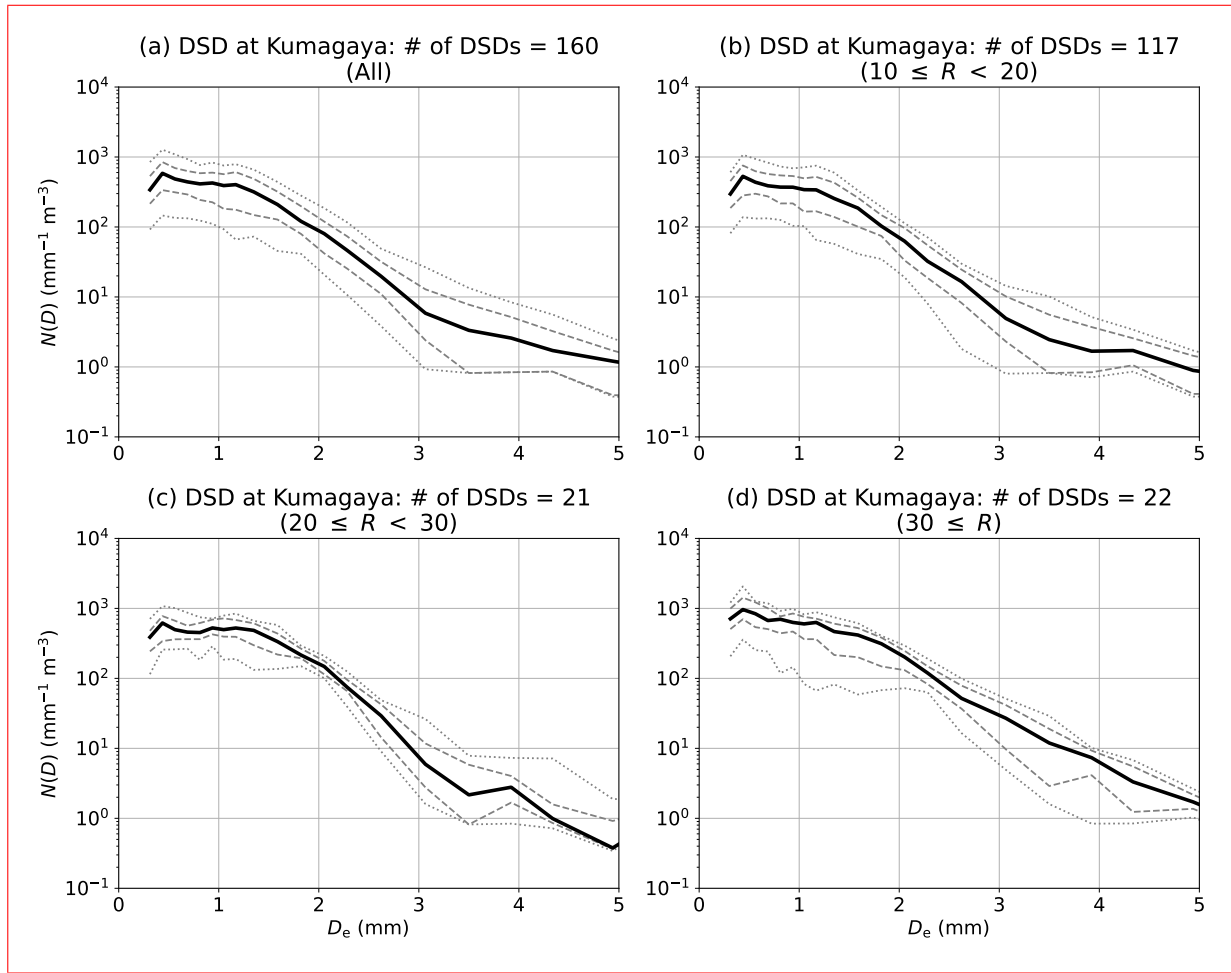 (a) DSD at Kumagaya: # of DSDs = 160
(All)
10⁴
10³
10²
10¹
10⁰
10⁻¹
N(D) (mm⁻¹ m⁻³)
0 1 2 3 4 5
(b) DSD at Kumagaya: # of DSDs = 117
(10 ≤ R < 20)
10⁴
10³
10²
10¹
10⁰
10⁻¹
0 1 2 3 4 5
(c) DSD at Kumagaya: # of DSDs = 21
(20 ≤ R < 30)
10⁴
10³
10²
10¹
10⁰
10⁻¹
N(D) (mm⁻¹ m⁻³)
0 1 2 3 4 5
Dₑ (mm)
(d) DSD at Kumagaya: # of DSDs = 22
(30 ≤ R)
10⁴
10³
10²
10¹
10⁰
10⁻¹
0 1 2 3 4 5
Dₑ (mm)